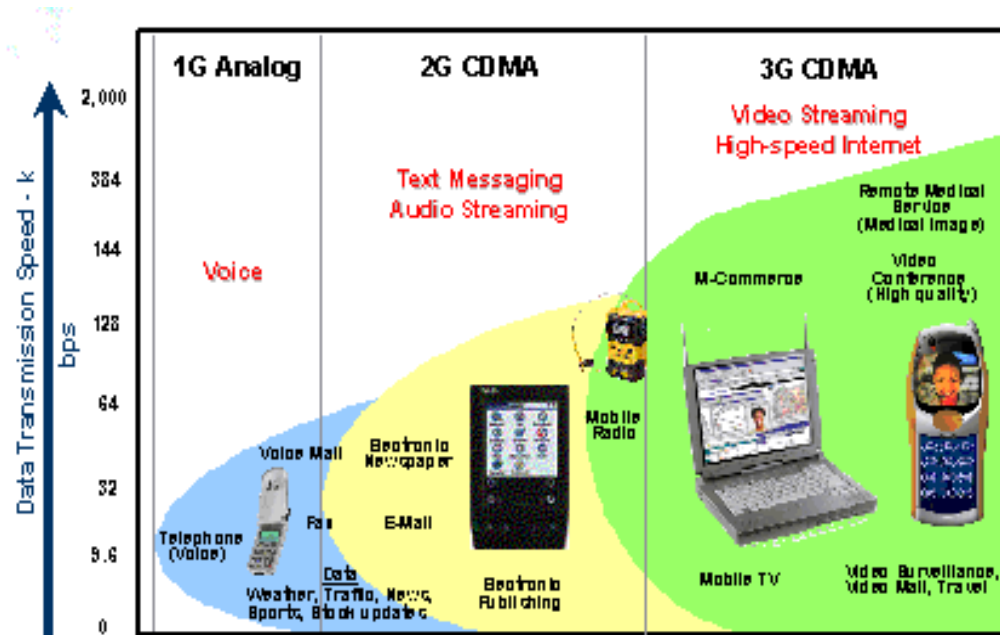 1G Analog
2G CDMA
3G CDMA
Data Transmission Speed - k
bps
2,000
384
144
128
64
32
9.6
0
Voice
Text Messaging
Audio Streaming
Video Streaming
High-speed Internet
Remote Medical
Service
(Medical Image)
M-Commerce
Video
Conference
(High quality)
Mobile
Radio
Voice Mail
Electronic
Newspaper
Fax
E-Mail
Telephone
(Voice)
Data
Weather, Traffic, News,
Sports, Stock updates
Electronic
Publishing
Mobile TV
Video Surveillance,
Video Mail, Travel